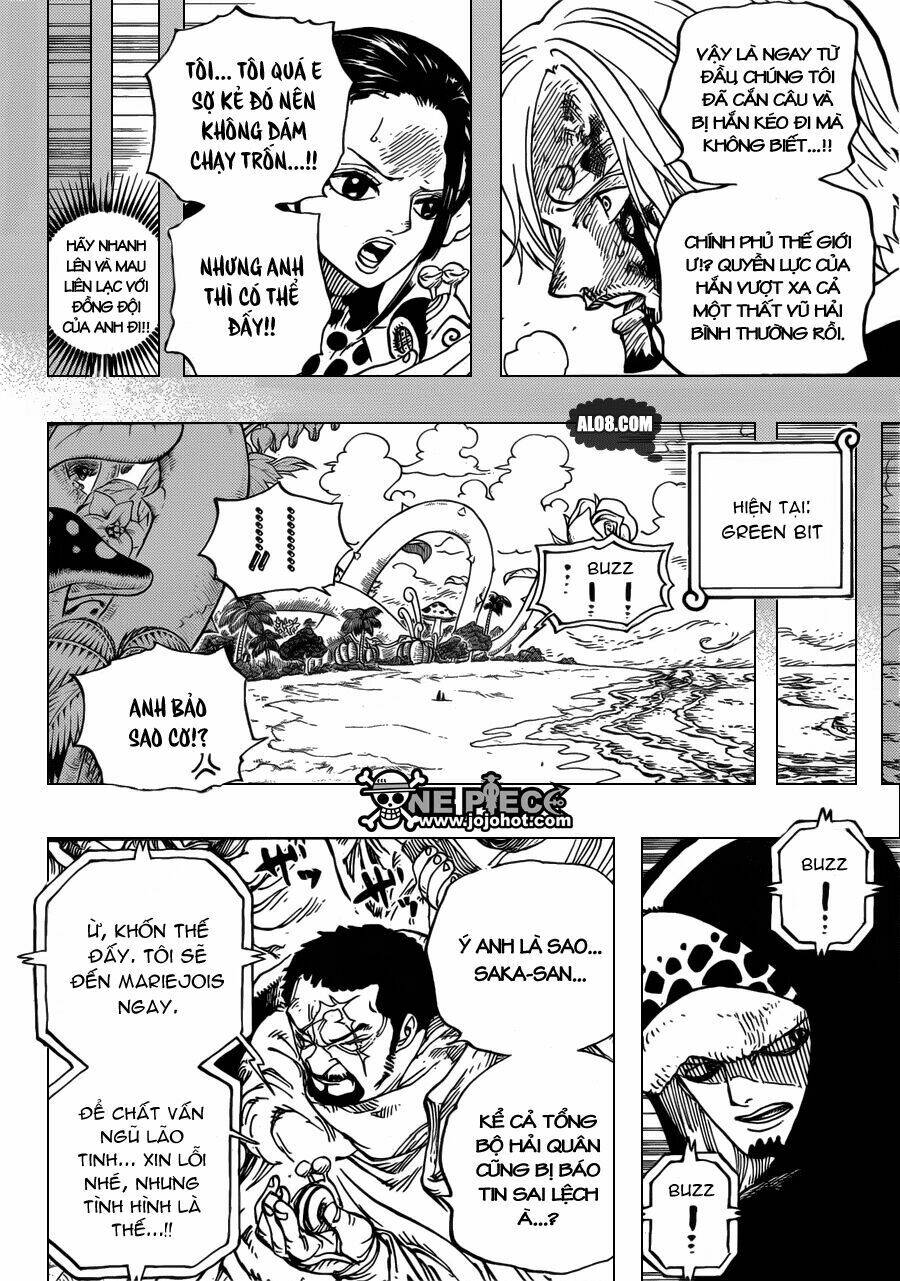 VẬY LÀ NGAY TỪ
ĐẦU, CHÚNG TÔI
ĐÃ CẮN CÂU VÀ
BỊ HẮN KÉO ĐI MÀ
KHÔNG BIẾT...!!
CHÍNH PHỦ THẾ GIỚI
Ư!? QUYỀN LỰC CỦA
HẮN VƯỢT XA CẢ
MỘT THẤT VŨ HẢI
BÌNH THƯỜNG RỒI.
TÔI... TÔI QUÁ E
SỢ KẺ ĐÓ NÊN
KHÔNG DÁM
CHẠY TRỐN...!!
NHƯNG ANH
THÌ CÓ THỂ
ĐẤY!!
HÃY NHANH
LÊN VÀ MAU
LIÊN LẠC VỚI
ĐỒNG ĐỘI
CỦA ANH ĐI!!
ALO8.COM
HIỆN TẠI:
GREEN BIT
BUZZ
...!!
......!!
ANH BẢO
SAO CƠ!?
ONE PIECE
www.jojohot.com
BUZZ
...!
BUZZ
...!
Ý ANH LÀ SAO...
SAKA-SAN...
KỂ CẢ TỔNG
BỘ HẢI QUÂN
CŨNG BỊ BÁO
TIN SAI LỆCH
À...?
Ừ, KHỐN THẾ
ĐẤY. TÔI SẼ
ĐẾN MARIEJOIS
NGAY.
ĐỂ CHẤT VẤN
NGŨ LÃO
TINH... XIN LỖI
NHÉ, NHƯNG
TÌNH HÌNH LÀ
THẾ...!!